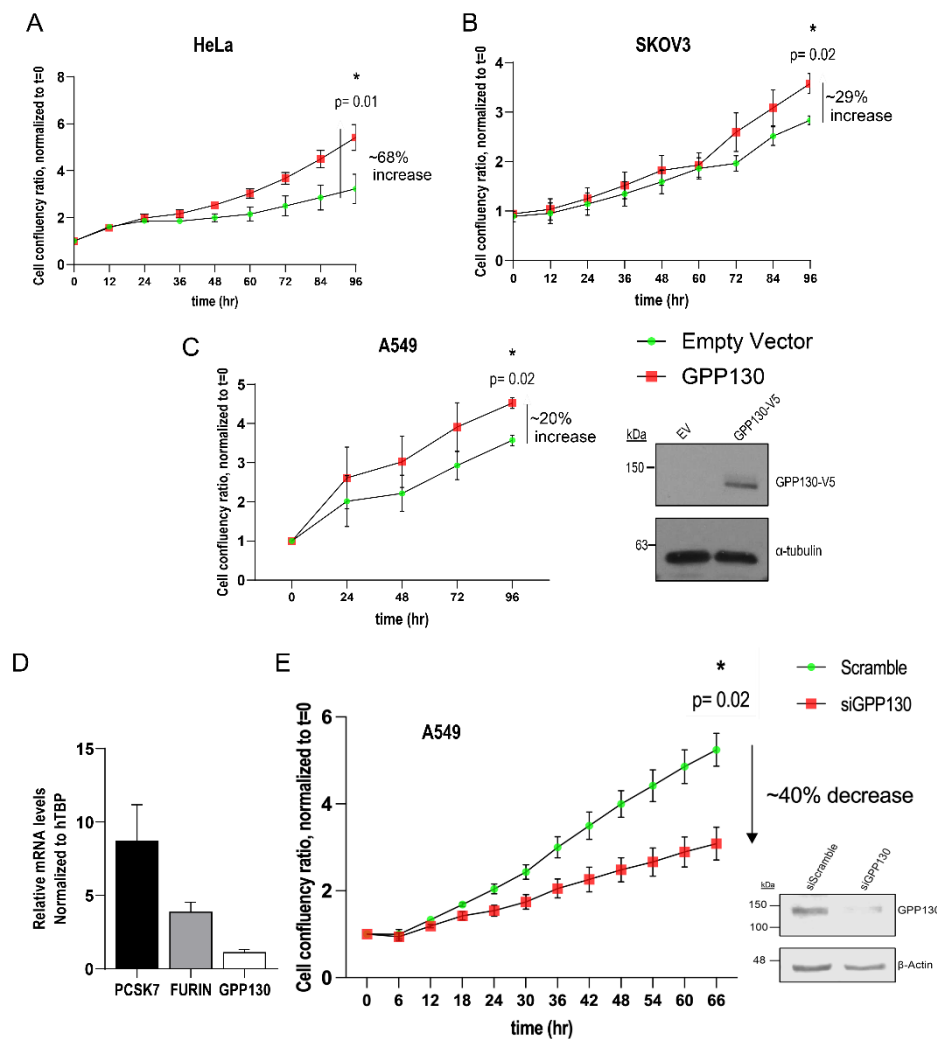 A
HeLa
Cell confluency ratio, normalized to t=0
8
6
4
2
0
0 12 24 36 48 60 72 84 96
time (hr)
*
p= 0.01
~68%
increase
B
SKOV3
Cell confluency ratio, normalized to t=0
4
3
2
1
0
0 12 24 36 48 60 72 84 96
time (hr)
*
p= 0.02
~29%
increase
C
A549
Cell confluency ratio, normalized to t=0
5
4
3
2
1
0
0 24 48 72 96
time (hr)
*
p= 0.02
~20%
increase
Empty Vector
GPP130
kDa
EV
GPP130-V5
150
GPP130-V5
63
α-tubulin
D
Relative mRNA levels
Normalized to hTBP
15
10
5
0
PCSK7 FURIN GPP130
E
A549
Cell confluency ratio, normalized to t=0
6
4
2
0
0 6 12 18 24 30 36 42 48 54 60 66
time (hr)
*
p= 0.02
~40% decrease
Scramble
siGPP130
kDa
siScramble
siGPP130
150
100
GPP130
48
β-Actin